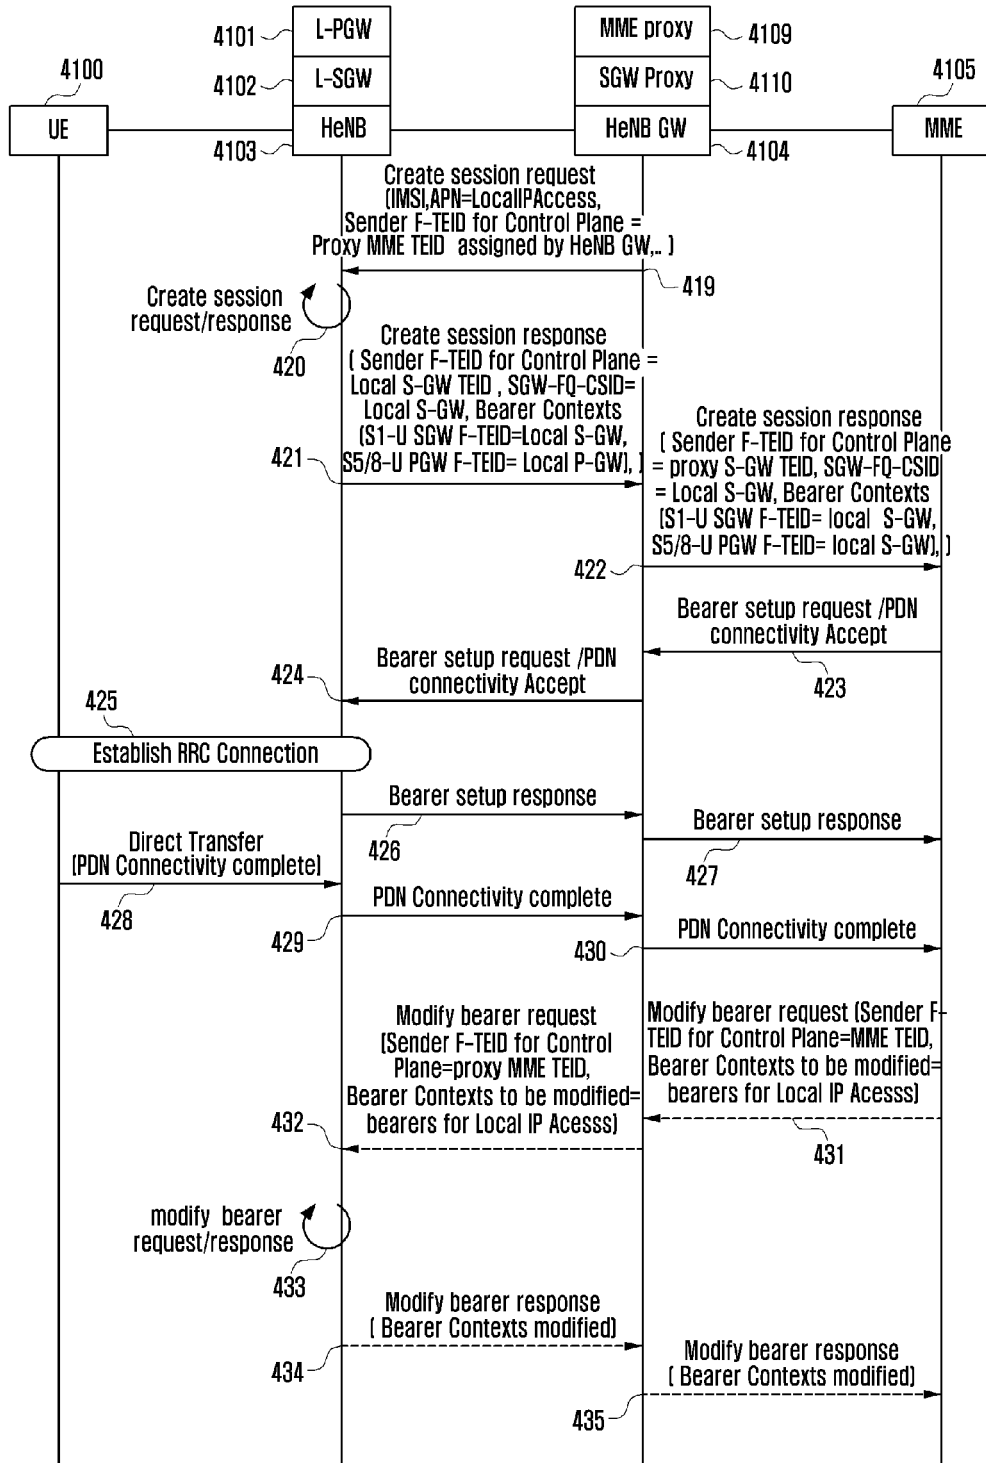 4101
L-PGW
MME proxy
4109
4100
4102
L-SGW
SGW Proxy
4110
4105
UE
HeNB
HeNB GW
MME
4103
4104
Create session request
(IMSI,APN=LocalIPAccess,
Sender F-TEID for Control Plane =
Proxy MME TEID assigned by HeNB GW,.. )
419
Create session
request/response
420
Create session response
( Sender F-TEID for Control Plane =
Local S-GW TEID , SGW-FQ-CSID=
Local S-GW, Bearer Contexts
(S1-U SGW F-TEID=Local S-GW,
S5/8-U PGW F-TEID= Local P-GW), )
421
Create session response
( Sender F-TEID for Control Plane
= proxy S-GW TEID, SGW-FQ-CSID
= Local S-GW, Bearer Contexts
(S1-U SGW F-TEID= local S-GW,
S5/8-U PGW F-TEID= local S-GW), )
422
Bearer setup request /PDN
connectivity Accept
423
Bearer setup request /PDN
connectivity Accept
424
425
Establish RRC Connection
Bearer setup response
426
Bearer setup response
427
Direct Transfer
(PDN Connectivity complete)
428
PDN Connectivity complete
429
PDN Connectivity complete
430
Modify bearer request (Sender F-
TEID for Control Plane=MME TEID,
Bearer Contexts to be modified=
bearers for Local IP Acesss)
431
Modify bearer request
(Sender F-TEID for Control
Plane=proxy MME TEID,
Bearer Contexts to be modified=
bearers for Local IP Acesss)
432
modify bearer
request/response
433
Modify bearer response
( Bearer Contexts modified)
434
Modify bearer response
( Bearer Contexts modified)
435